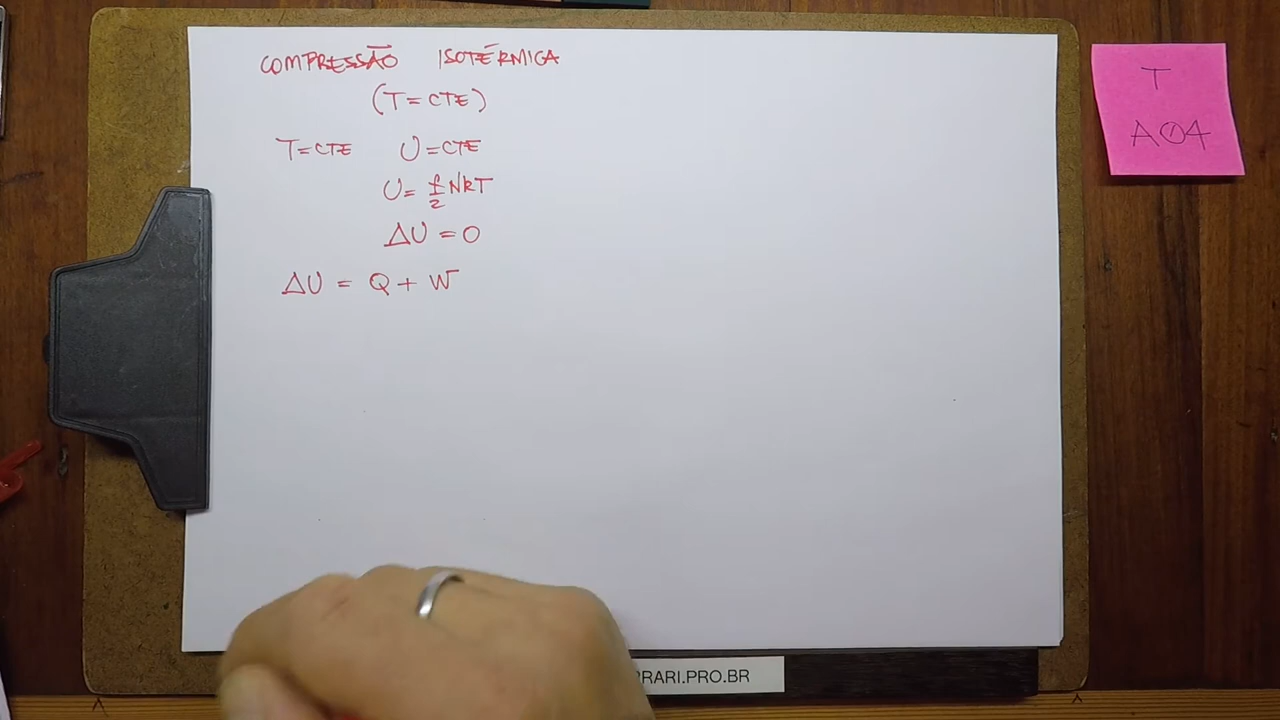 COMPRESSÃO ISOTÉRMICA
(T=CTE)
T=CTE U=CTE
U= f/2 NkT
ΔU = 0
ΔU = Q + W
T
A04
RARI.PRO.BR